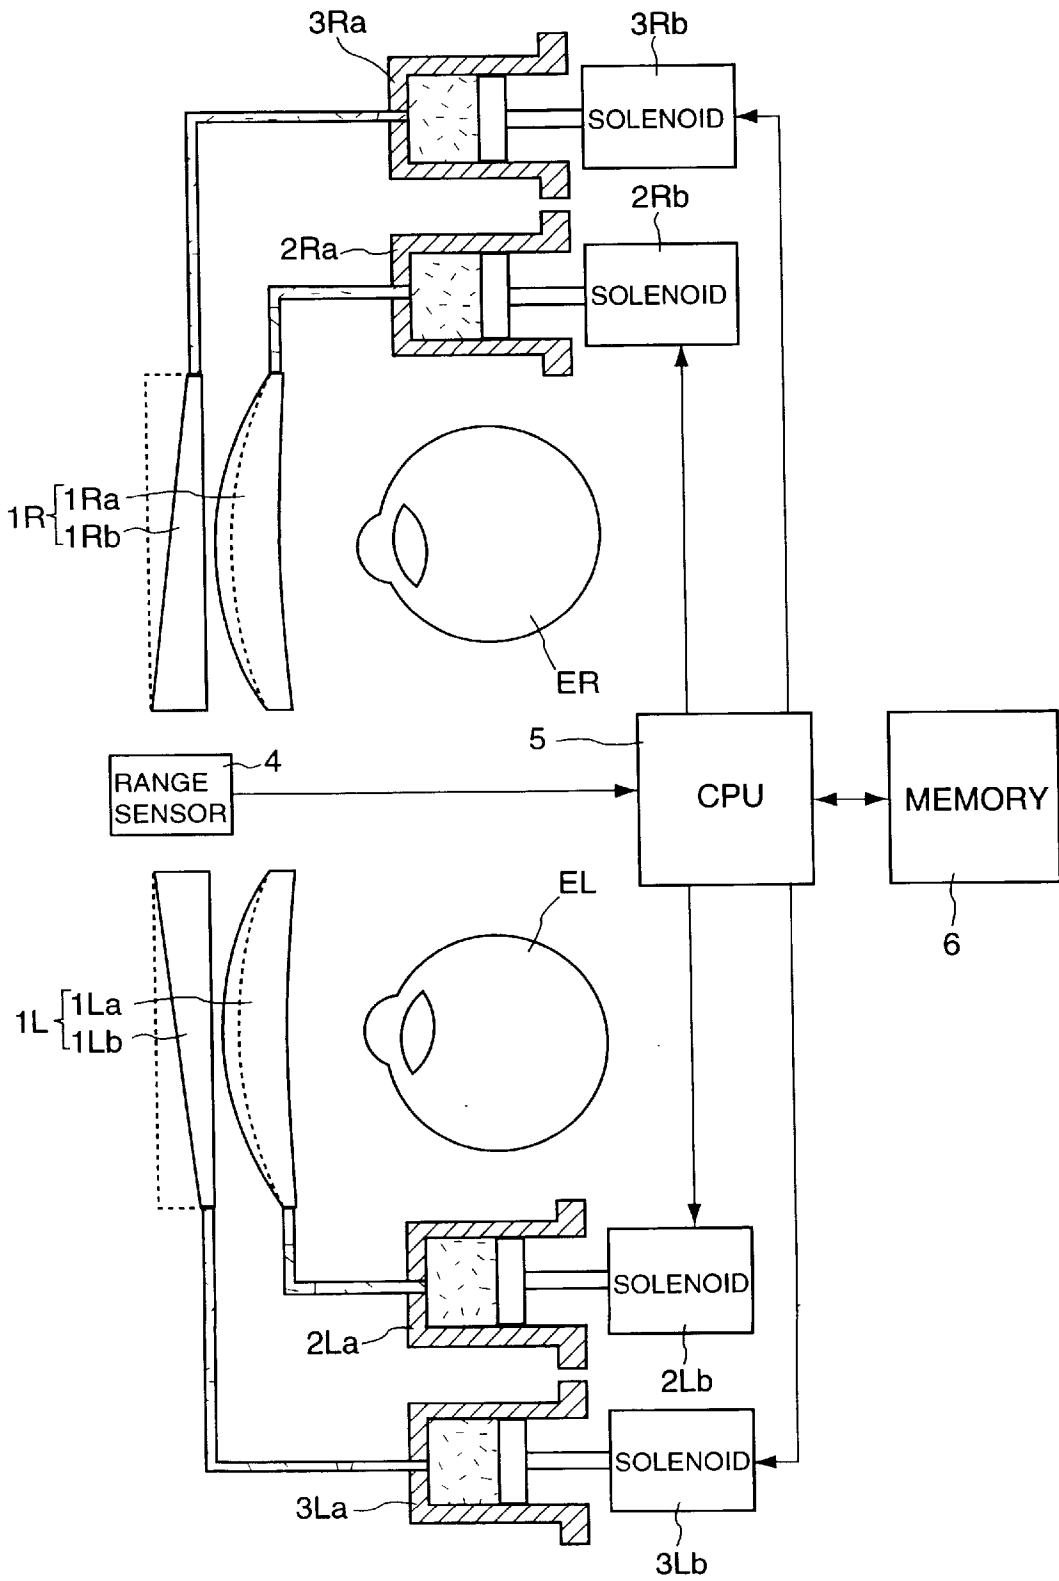 3Ra
3Rb
SOLENOID
2Rb
2Ra
SOLENOID
1R
1Ra
1Rb
ER
RANGE
SENSOR
4
5
CPU
MEMORY
6
EL
1L
1La
1Lb
SOLENOID
2La
2Lb
SOLENOID
3La
3Lb